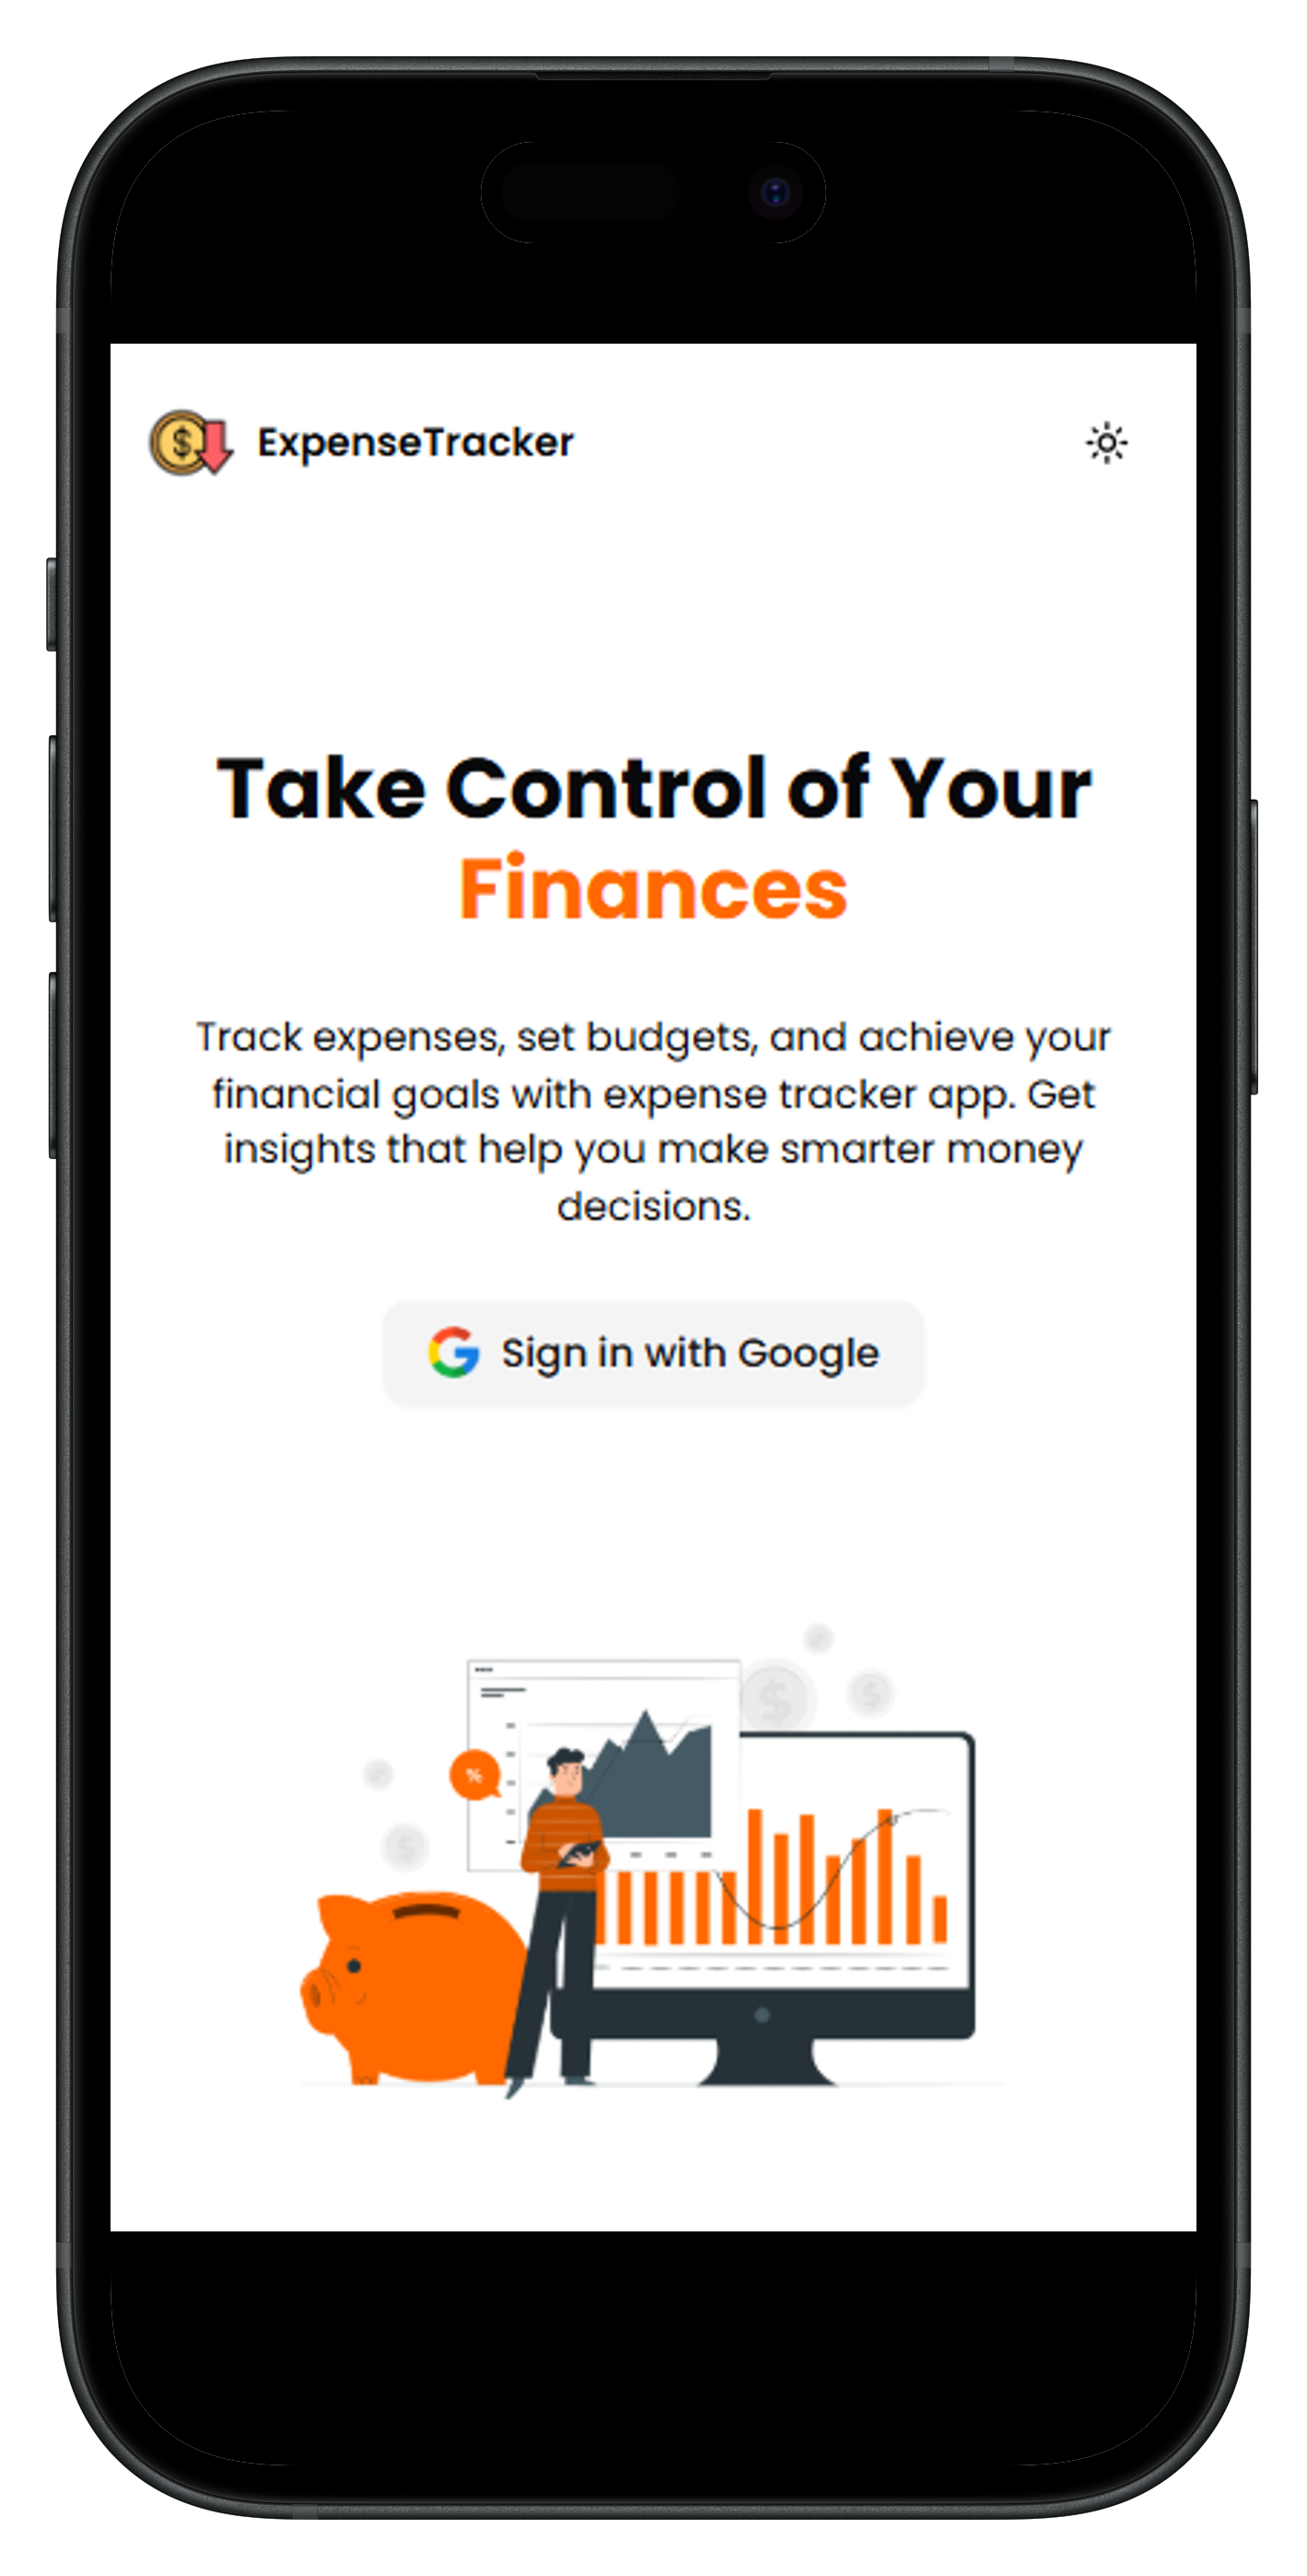 $
ExpenseTracker
Take Control of Your
Finances
Track expenses, set budgets, and achieve your
financial goals with expense tracker app. Get
insights that help you make smarter money
decisions.
G Sign in with Google
$
$
%
$